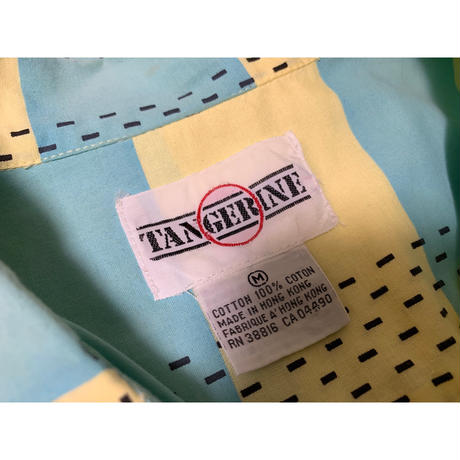 TANGERINE
M
COTTON 100% COTON
MADE IN HONG KONG
FABRIQUE A' HONG KONG
RN 38816 CA 04490